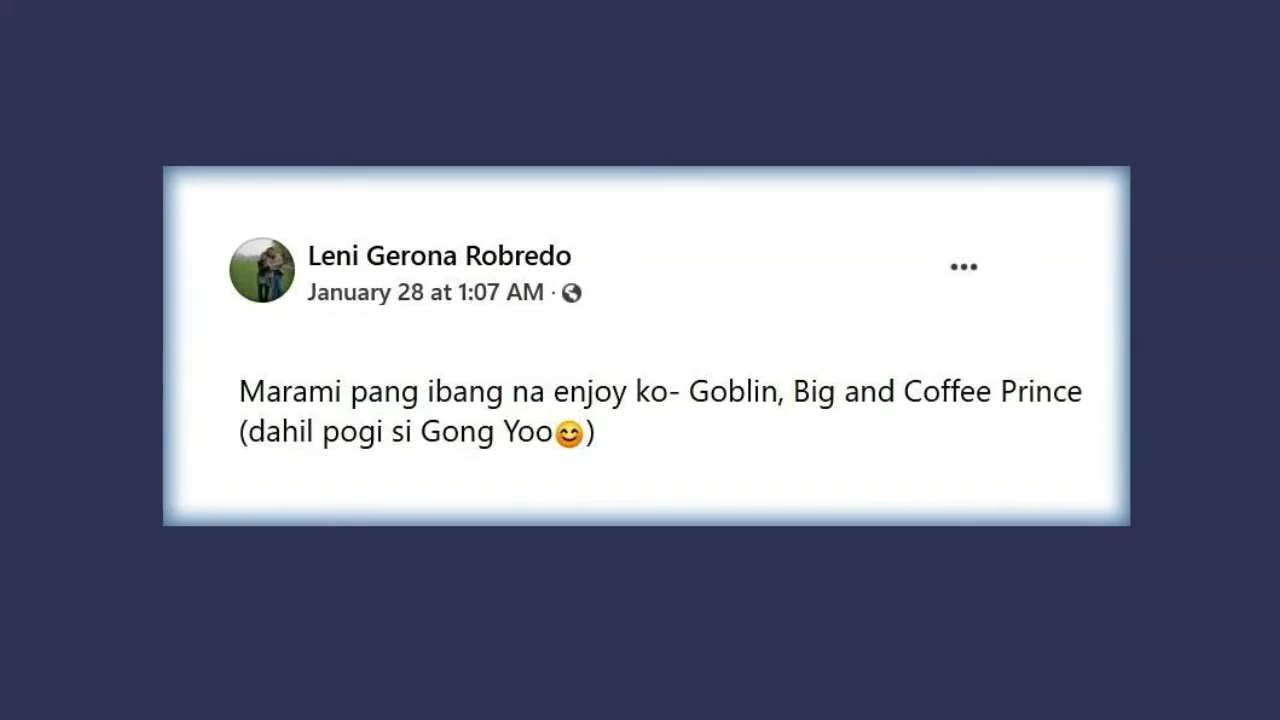 Leni Gerona Robredo
January 28 at 1:07 AM ·
Marami pang ibang na enjoy ko- Goblin, Big and Coffee Prince
(dahil pogi si Gong Yoo😊)